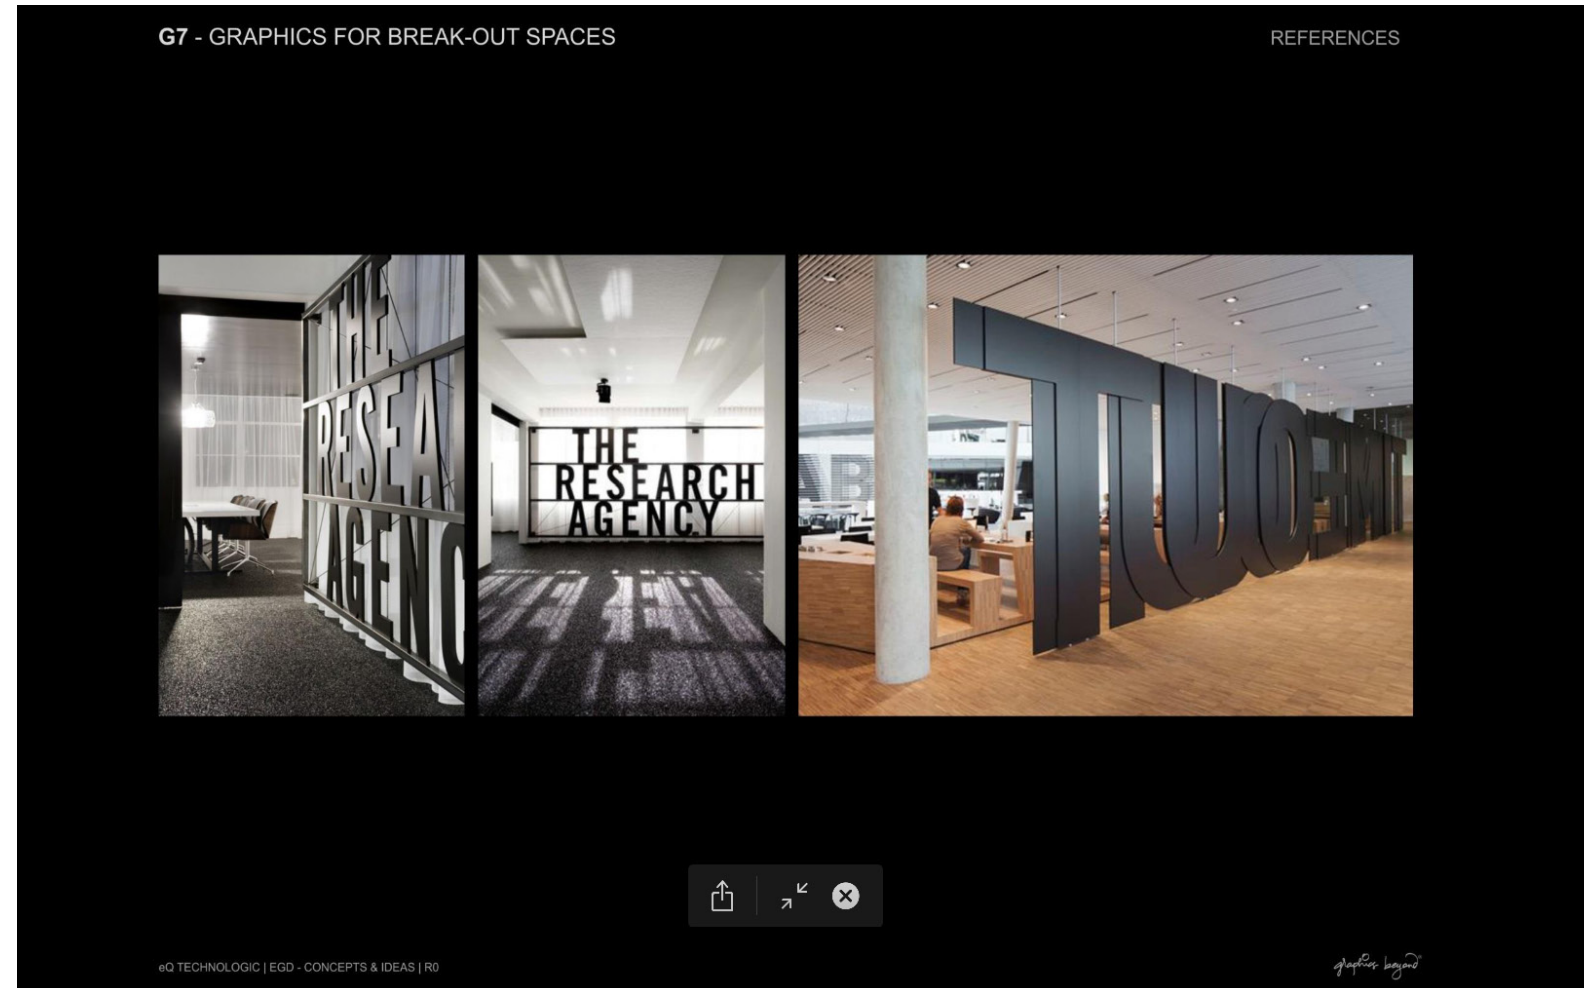 G7 - GRAPHICS FOR BREAK-OUT SPACES
REFERENCES
THE
RESEA
AGENC
THE
RESEARCH
AGENCY
eQ TECHNOLOGIC | EGD - CONCEPTS & IDEAS | R0
graphics beyond